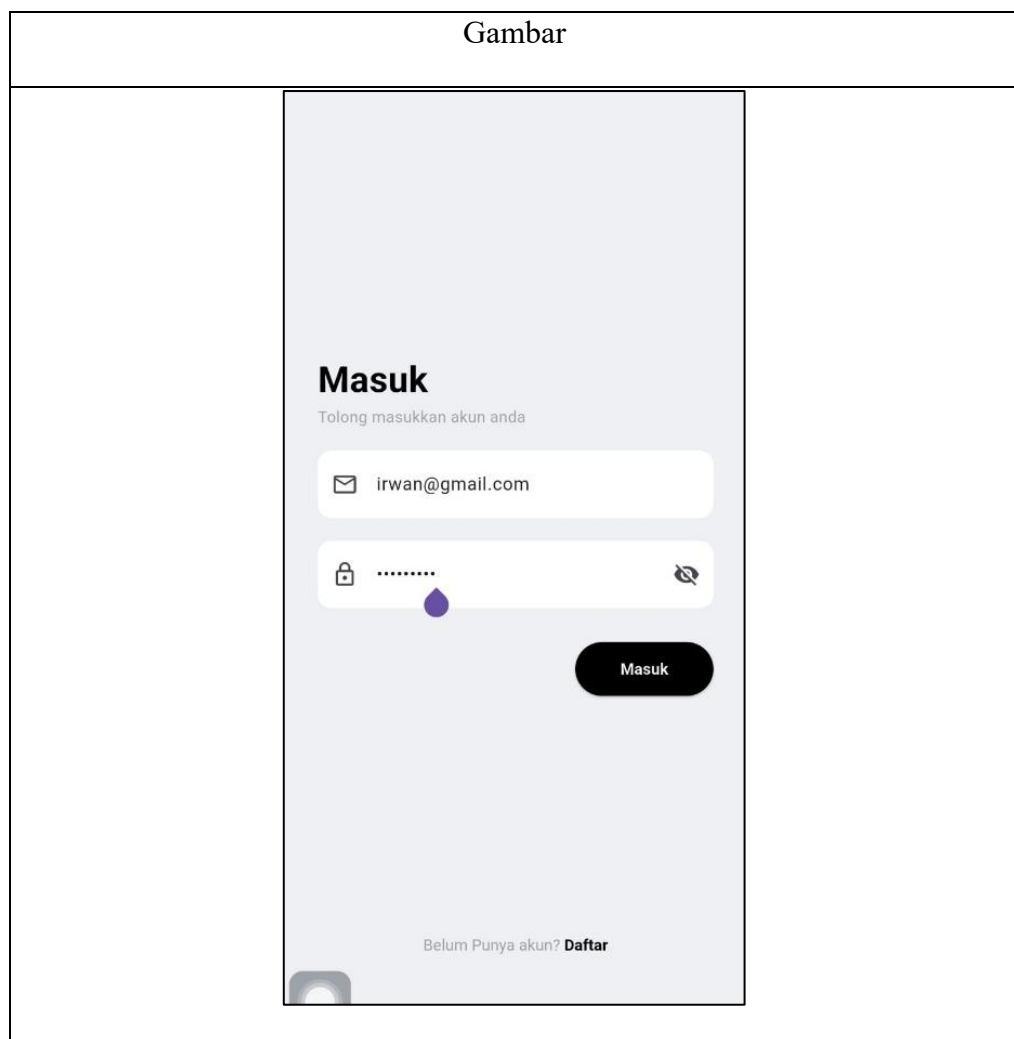 Gambar
Masuk
Tolong masukkan akun anda
irwan@gmail.com
•••••••••
Masuk
Belum Punya akun? Daftar